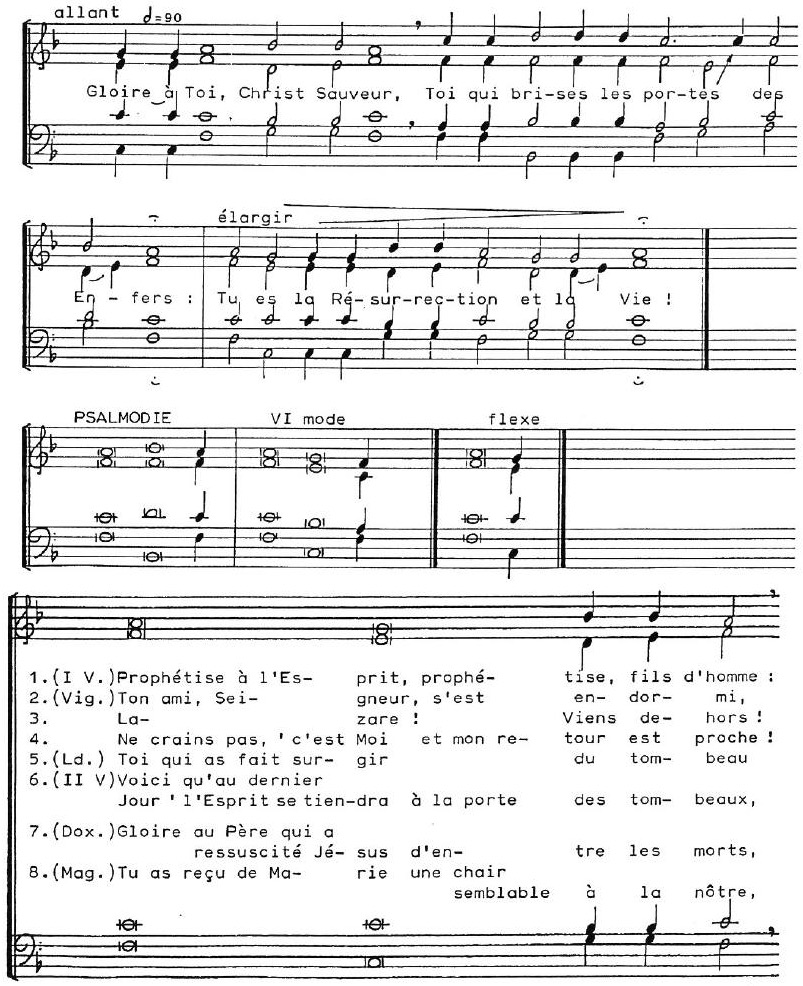 allant ♩=90
Gloire à Toi, Christ Sauveur, Toi qui bri-ses les por-tes des
élargir
En - fers : Tu es la Ré-sur-rec-tion et la Vie !
PSALMODIE VI mode flexe
1.(I V.)Prophétise à l'Es- prit, prophé- tise, fils d'homme :
2.(Vig.)Ton ami, Sei- gneur, s'est en- dor- mi,
3. La- zare ! Viens de- hors !
4. Ne crains pas, ' c'est Moi et mon re- tour est proche !
5.(Ld.) Toi qui as fait sur- gir du tom- beau
6.(II V)Voici qu'au dernier
Jour ' l'Esprit se tien-dra à la porte des tom- beaux,
7.(Dox.)Gloire au Père qui a
ressuscité Jé- sus d'en- tre les morts,
8.(Mag.)Tu as reçu de Ma- rie une chair
semblable à la nôtre,